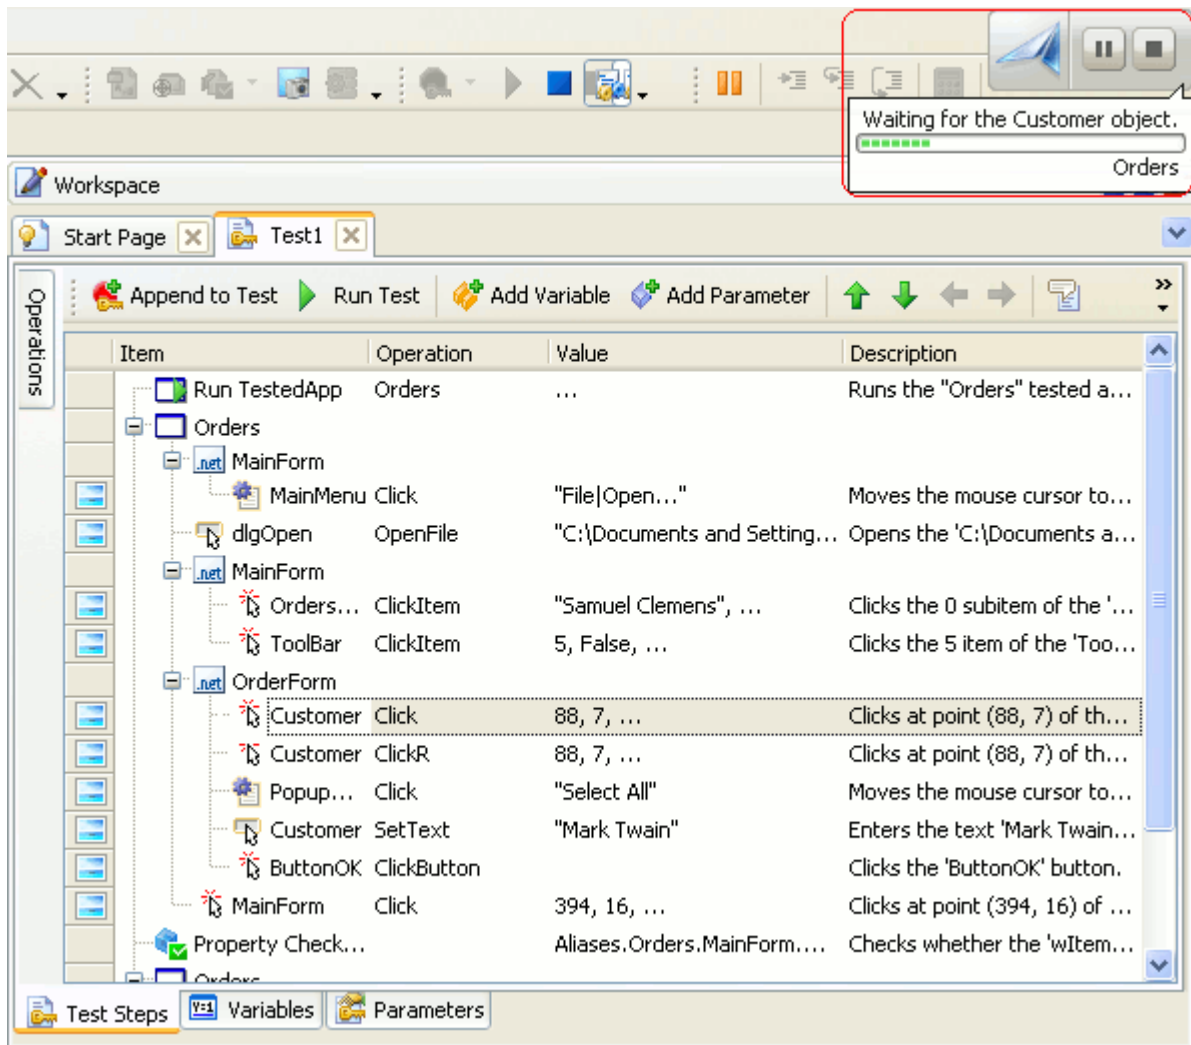 Waiting for the Customer object.
Orders
Workspace
Start Page Test1
Operations
Append to Test Run Test Add Variable Add Parameter
Item Operation Value Description
Run TestedApp Orders ... Runs the "Orders" tested a...
Orders
.net MainForm
MainMenu Click "File|Open..." Moves the mouse cursor to...
dlgOpen OpenFile "C:\Documents and Setting... Opens the 'C:\Documents a...
.net MainForm
Orders... ClickItem "Samuel Clemens", ... Clicks the 0 subitem of the '...
ToolBar ClickItem 5, False, ... Clicks the 5 item of the 'Too...
.net OrderForm
Customer Click 88, 7, ... Clicks at point (88, 7) of th...
Customer ClickR 88, 7, ... Clicks at point (88, 7) of th...
Popup... Click "Select All" Moves the mouse cursor to...
Customer SetText "Mark Twain" Enters the text 'Mark Twain...
ButtonOK ClickButton Clicks the 'ButtonOK' button.
MainForm Click 394, 16, ... Clicks at point (394, 16) of ...
Property Check... Aliases.Orders.MainForm.... Checks whether the 'wItem...
Orders
Test Steps Variables Parameters